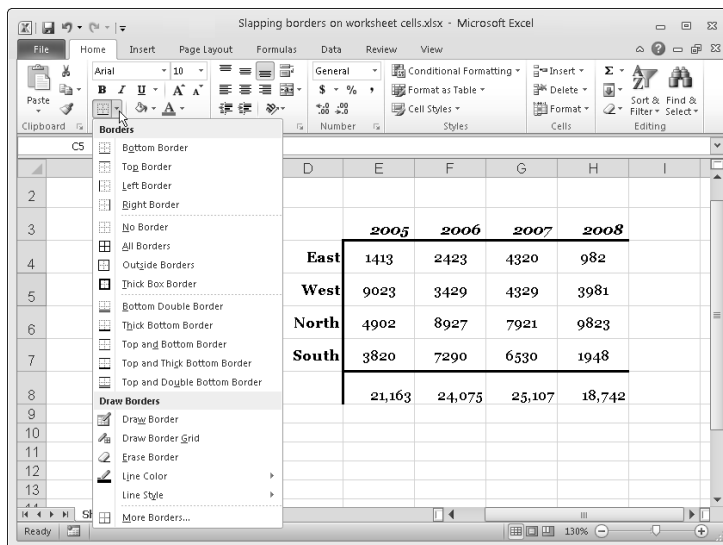 Slapping borders on worksheet cells.xlsx - Microsoft Excel
File Home Insert Page Layout Formulas Data Review View
Arial 10 General Conditional Formatting Insert Σ
Paste B I U A A $ % , Format as Table Delete Sort & Find &
A .00 .00 Cell Styles Format Filter Select
Clipboard Number Styles Cells Editing
C5
Borders
Bottom Border
Top Border
Left Border
Right Border
No Border
All Borders
Outside Borders
Thick Box Border
Bottom Double Border
Thick Bottom Border
Top and Bottom Border
Top and Thick Bottom Border
Top and Double Bottom Border
Draw Borders
Draw Border
Draw Border Grid
Erase Border
Line Color
Line Style
More Borders...
D E F G H I
2
3 2005 2006 2007 2008
4 East 1413 2423 4320 982
5 West 9023 3429 4329 3981
6 North 4902 8927 7921 9823
7 South 3820 7290 6530 1948
8 21,163 24,075 25,107 18,742
9
10
11
12
13
Ready 130%